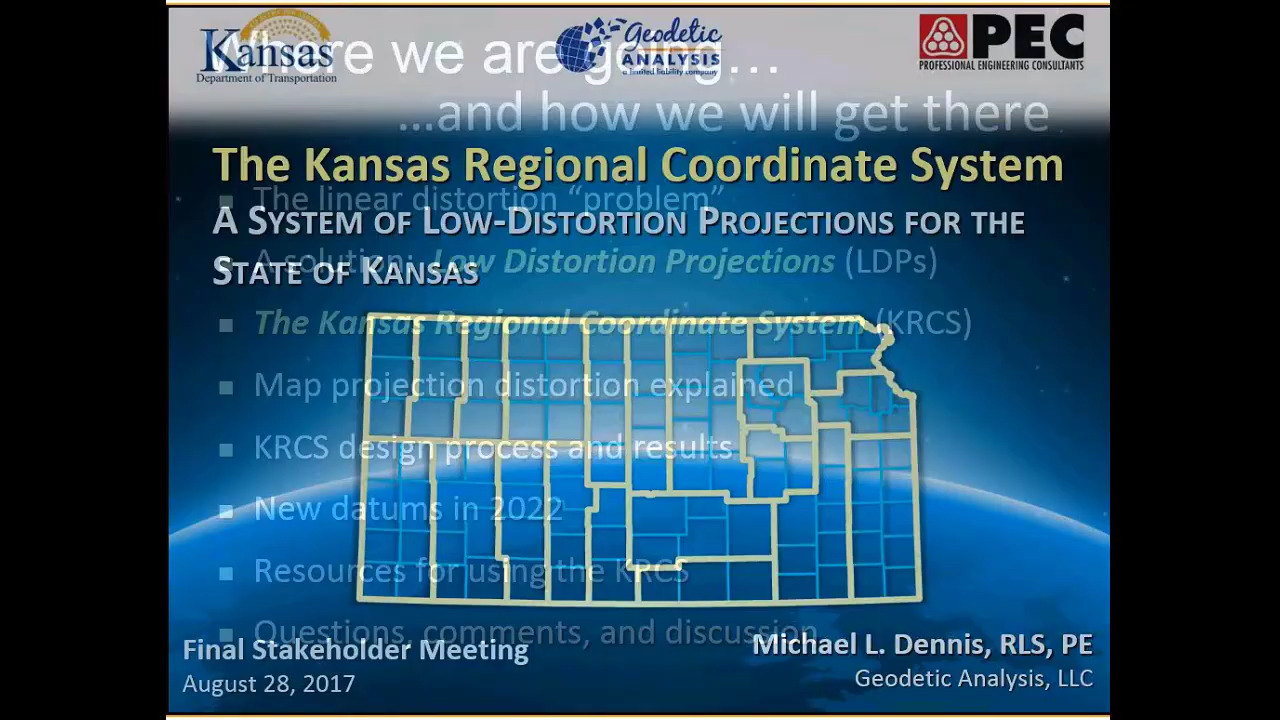 Kansas
Department of Transportation
Geodetic
ANALYSIS
a limited liability company
PEC
PROFESSIONAL ENGINEERING CONSULTANTS
Where we are going…
…and how we will get there
The Kansas Regional Coordinate System
The linear distortion “problem”
A SYSTEM OF LOW-DISTORTION PROJECTIONS FOR THE
A solution: Low Distortion Projections (LDPs)
STATE OF KANSAS
The Kansas Regional Coordinate System (KRCS)
Map projection distortion explained
KRCS design process and results
New datums in 2022
Resources for using the KRCS
Questions, comments, and discussion
Final Stakeholder Meeting
Michael L. Dennis, RLS, PE
August 28, 2017
Geodetic Analysis, LLC